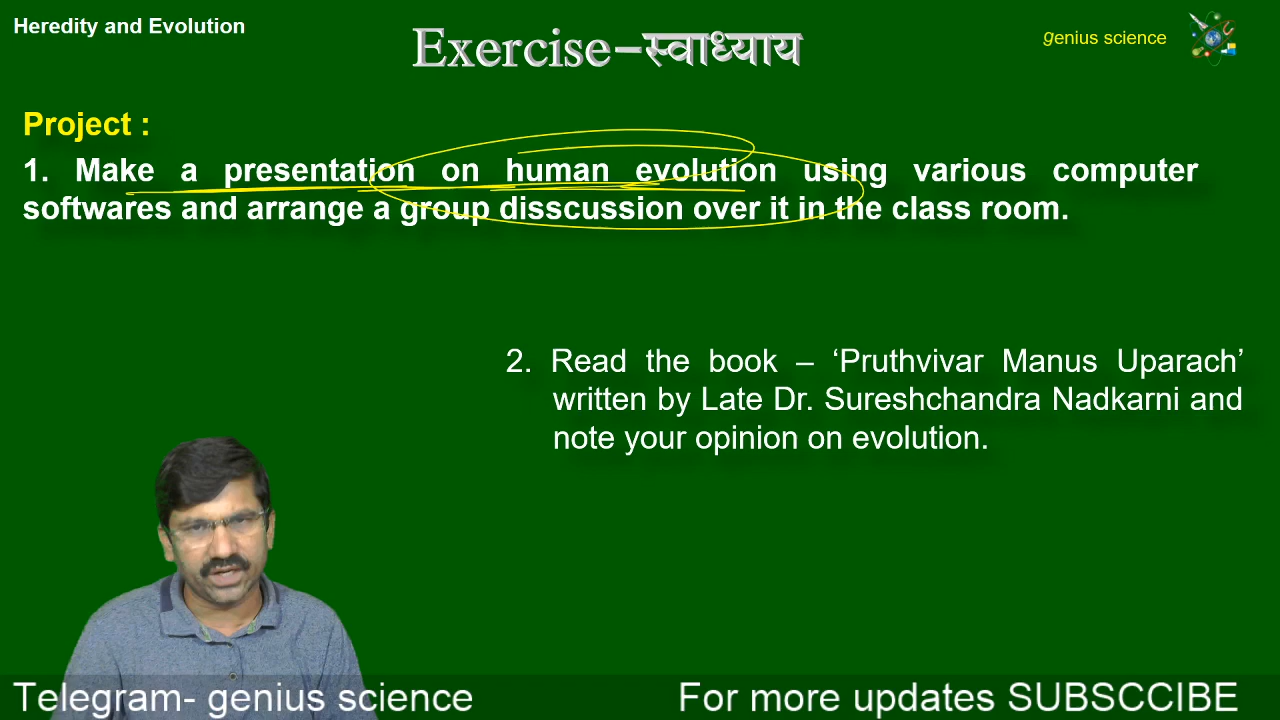 Heredity and Evolution
Exercise-स्वाध्याय
genius science
Project :
1. Make a presentation on human evolution using various computer
softwares and arrange a group disscussion over it in the class room.
2. Read the book – ‘Pruthvivar Manus Uparach’
written by Late Dr. Sureshchandra Nadkarni and
note your opinion on evolution.
Telegram- genius science
For more updates SUBSCCIBE